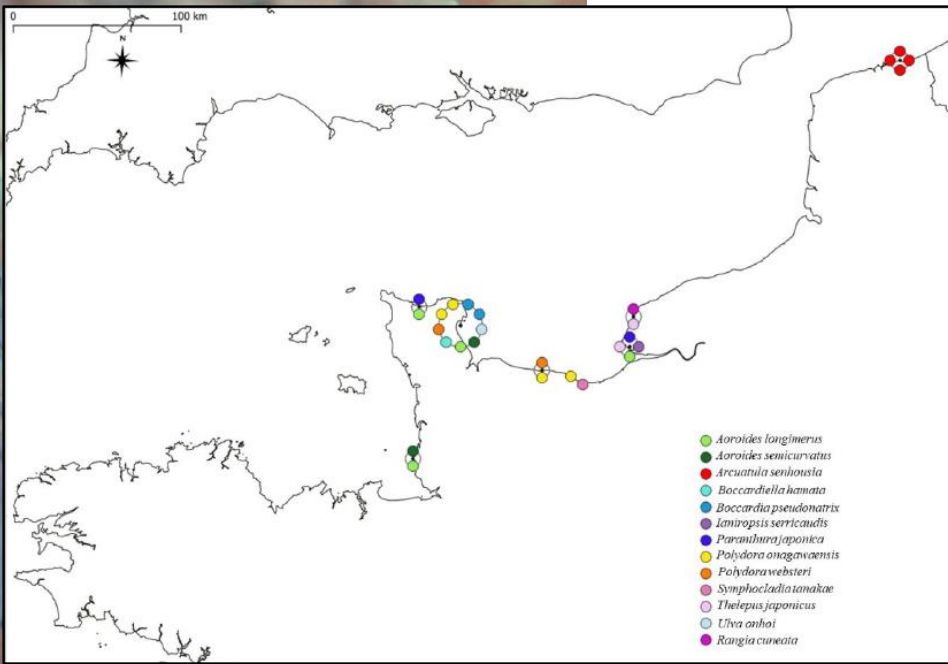 0 100 km
N
Aoroides longimerus
Aoroides semicurvatus
Arcuatula senhousia
Boccardiella hamata
Boccardia pseudonatrix
Ianiropsis serricaudis
Paranthura japonica
Polydora onagawaensis
Polydora websteri
Symphocladia tanakae
Thelepus japonicus
Ulva onhoi
Rangia cuneata